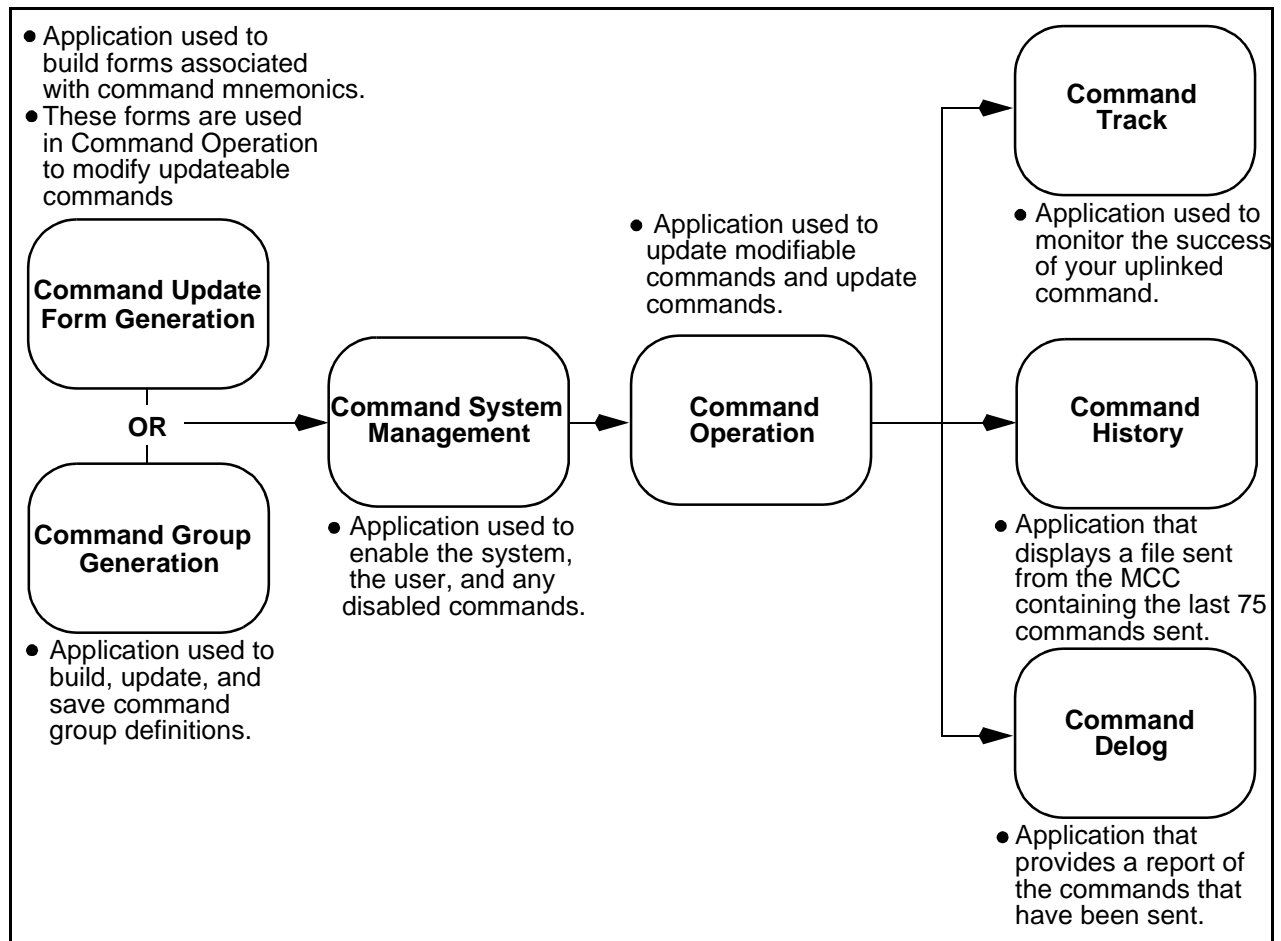 ● Application used to
build forms associated
with command mnemonics.
● These forms are used
in Command Operation
to modify updateable
commands
Command Update
Form Generation
OR
Command Group
Generation
● Application used to
build, update, and
save command
group definitions.
Command System
Management
● Application used to
enable the system,
the user, and any
disabled commands.
● Application used to
update modifiable
commands and update
commands.
Command
Operation
Command
Track
● Application used to
monitor the success
of your uplinked
command.
Command
History
● Application that
displays a file sent
from the MCC
containing the last 75
commands sent.
Command
Delog
● Application that
provides a report of
the commands that
have been sent.